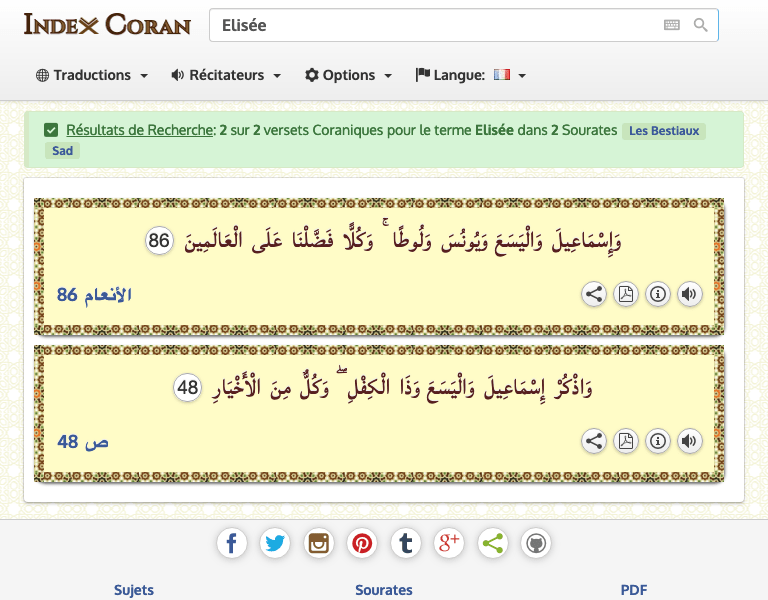 Index Coran
Elisée
Traductions Récitateurs Options Langue:
Résultats de Recherche: 2 sur 2 versets Coraniques pour le terme Elisée dans 2 Sourates Les Bestiaux
Sad
وَإِسْمَاعِيلَ وَالْيَسَعَ وَيُونُسَ وَلُوطًا ۚ وَكُلًّا فَضَّلْنَا عَلَى الْعَالَمِينَ 86
الأنعام 86
وَاذْكُرْ إِسْمَاعِيلَ وَالْيَسَعَ وَذَا الْكِفْلِ ۖ وَكُلٌّ مِنَ الْأَخْيَارِ 48
ص 48
Sujets Sourates PDF